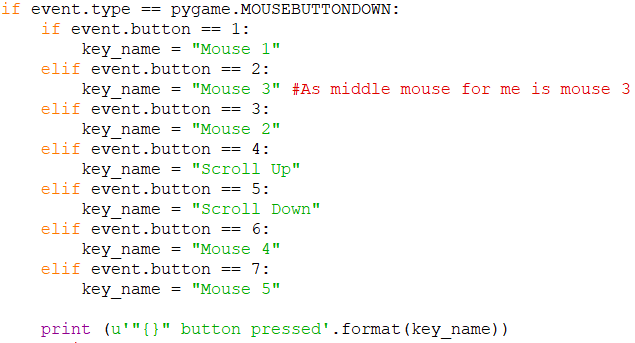 if event.type == pygame.MOUSEBUTTONDOWN:
    if event.button == 1:
        key_name = "Mouse 1"
    elif event.button == 2:
        key_name = "Mouse 3" #As middle mouse for me is mouse 3
    elif event.button == 3:
        key_name = "Mouse 2"
    elif event.button == 4:
        key_name = "Scroll Up"
    elif event.button == 5:
        key_name = "Scroll Down"
    elif event.button == 6:
        key_name = "Mouse 4"
    elif event.button == 7:
        key_name = "Mouse 5"

    print (u'"{}" button pressed'.format(key_name))